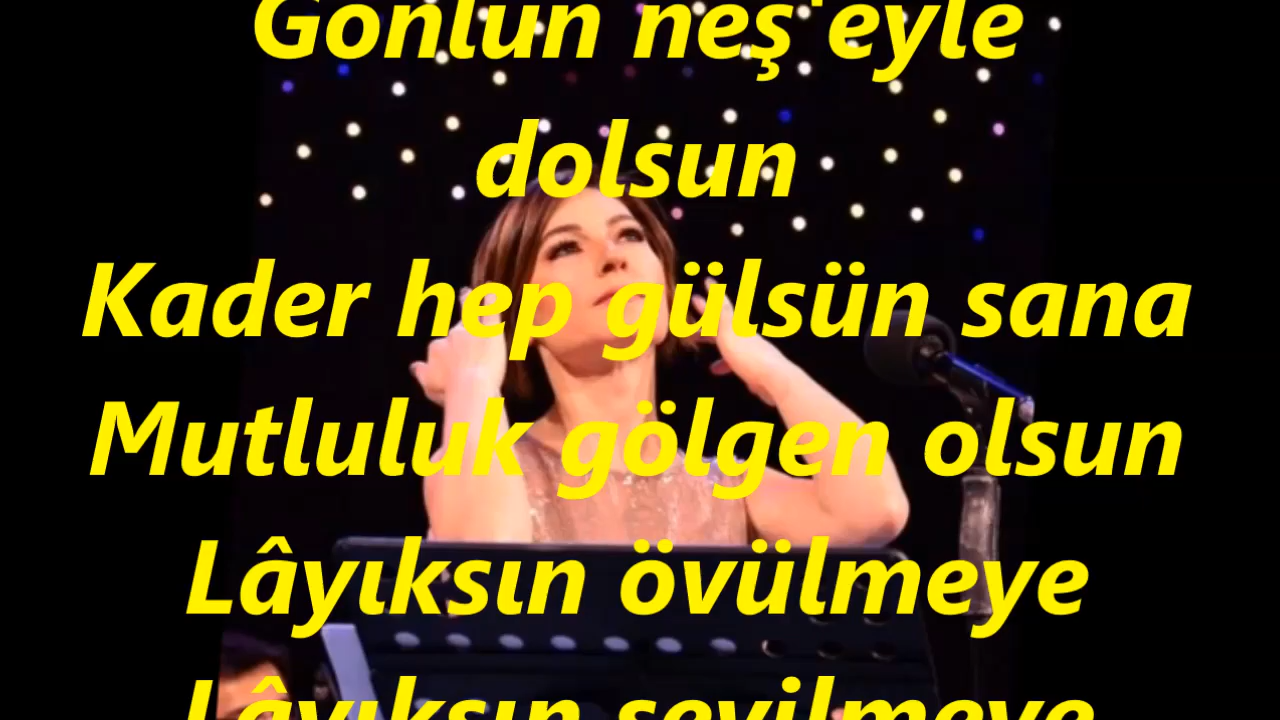 Gönlün neş'eyle
dolsun
Kader hep gülsün sana
Mutluluk gölgen olsun
Lâyıksın övülmeye
Lâyıksın sevilmeye